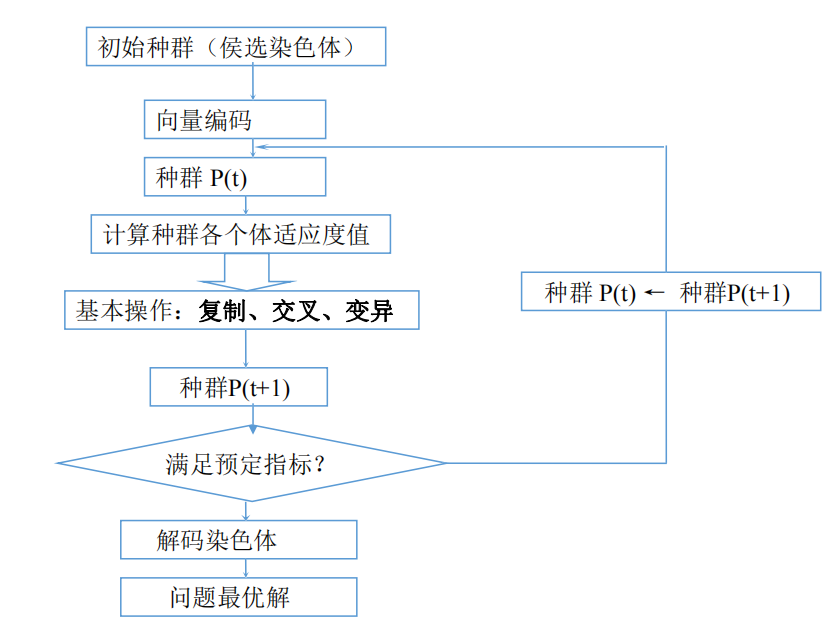 初始种群（侯选染色体）
向量编码
种群 P(t)
计算种群各个体适应度值
基本操作：复制、交叉、变异
种群 P(t) ← 种群P(t+1)
种群P(t+1)
满足预定指标？
解码染色体
问题最优解